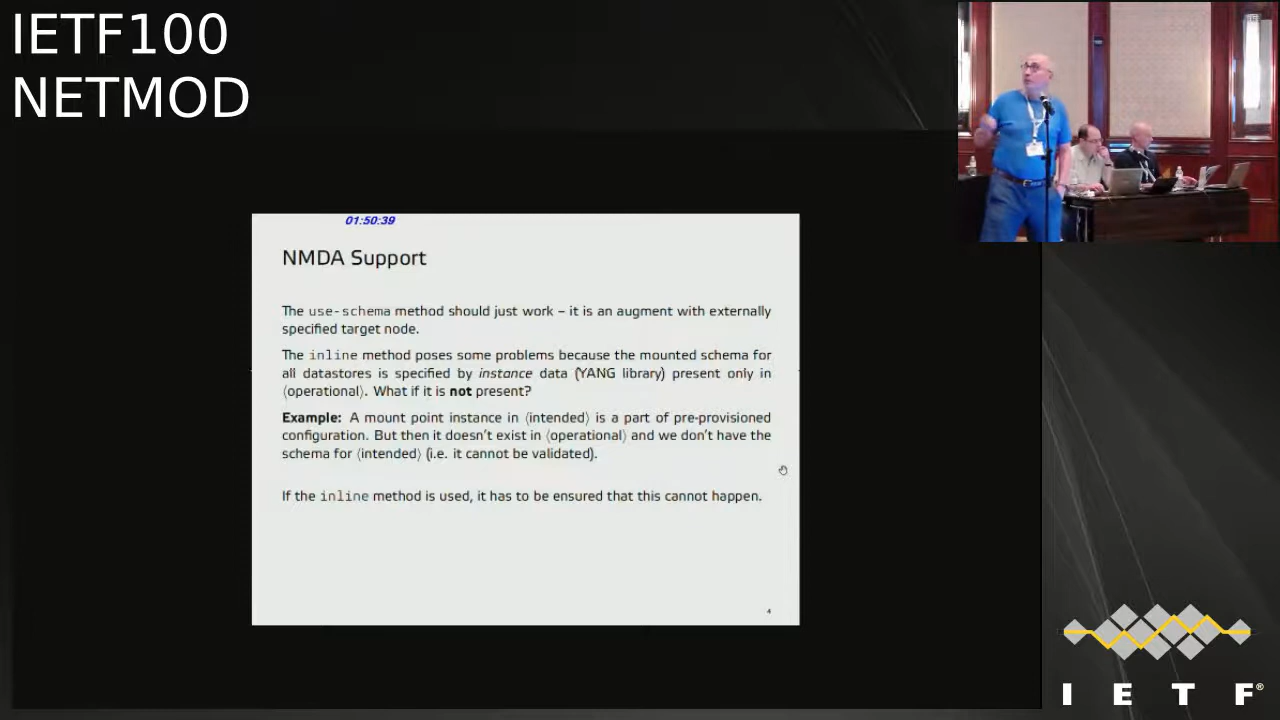 IETF100
NETMOD
01:50:39
NMDA Support
The use-schema method should just work – it is an augment with externally
specified target node.
The inline method poses some problems because the mounted schema for
all datastores is specified by instance data (YANG library) present only in
⟨operational⟩. What if it is not present?
Example: A mount point instance in ⟨intended⟩ is a part of pre-provisioned
configuration. But then it doesn't exist in ⟨operational⟩ and we don't have the
schema for ⟨intended⟩ (i.e. it cannot be validated).
If the inline method is used, it has to be ensured that this cannot happen.
4
I E T F®